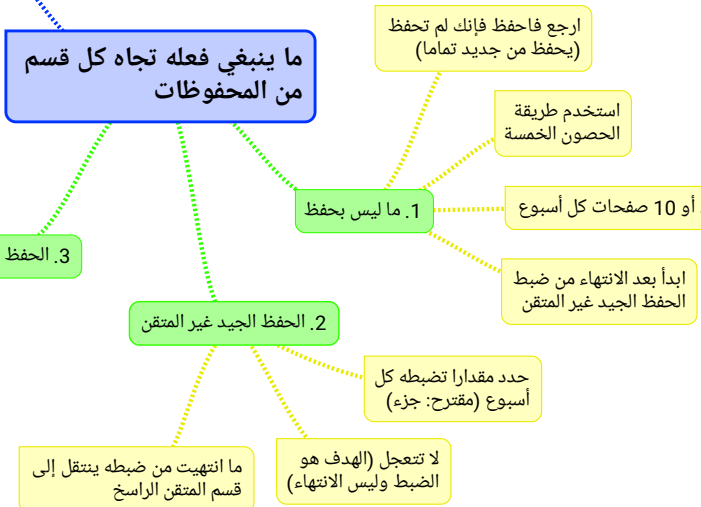 ما ينبغي فعله تجاه كل قسم
من المحفوظات
ارجع فاحفظ فإنك لم تحفظ
(يحفظ من جديد تماما)
استخدم طريقة
الحصون الخمسة
1. ما ليس بحفظ
أو 10 صفحات كل أسبوع
ابدأ بعد الانتهاء من ضبط
الحفظ الجيد غير المتقن
2. الحفظ الجيد غير المتقن
حدد مقدارا تضبطه كل
أسبوع (مقترح: جزء)
لا تتعجل (الهدف هو
الضبط وليس الانتهاء)
ما انتهيت من ضبطه ينتقل إلى
قسم المتقن الراسخ
3. الحفظ